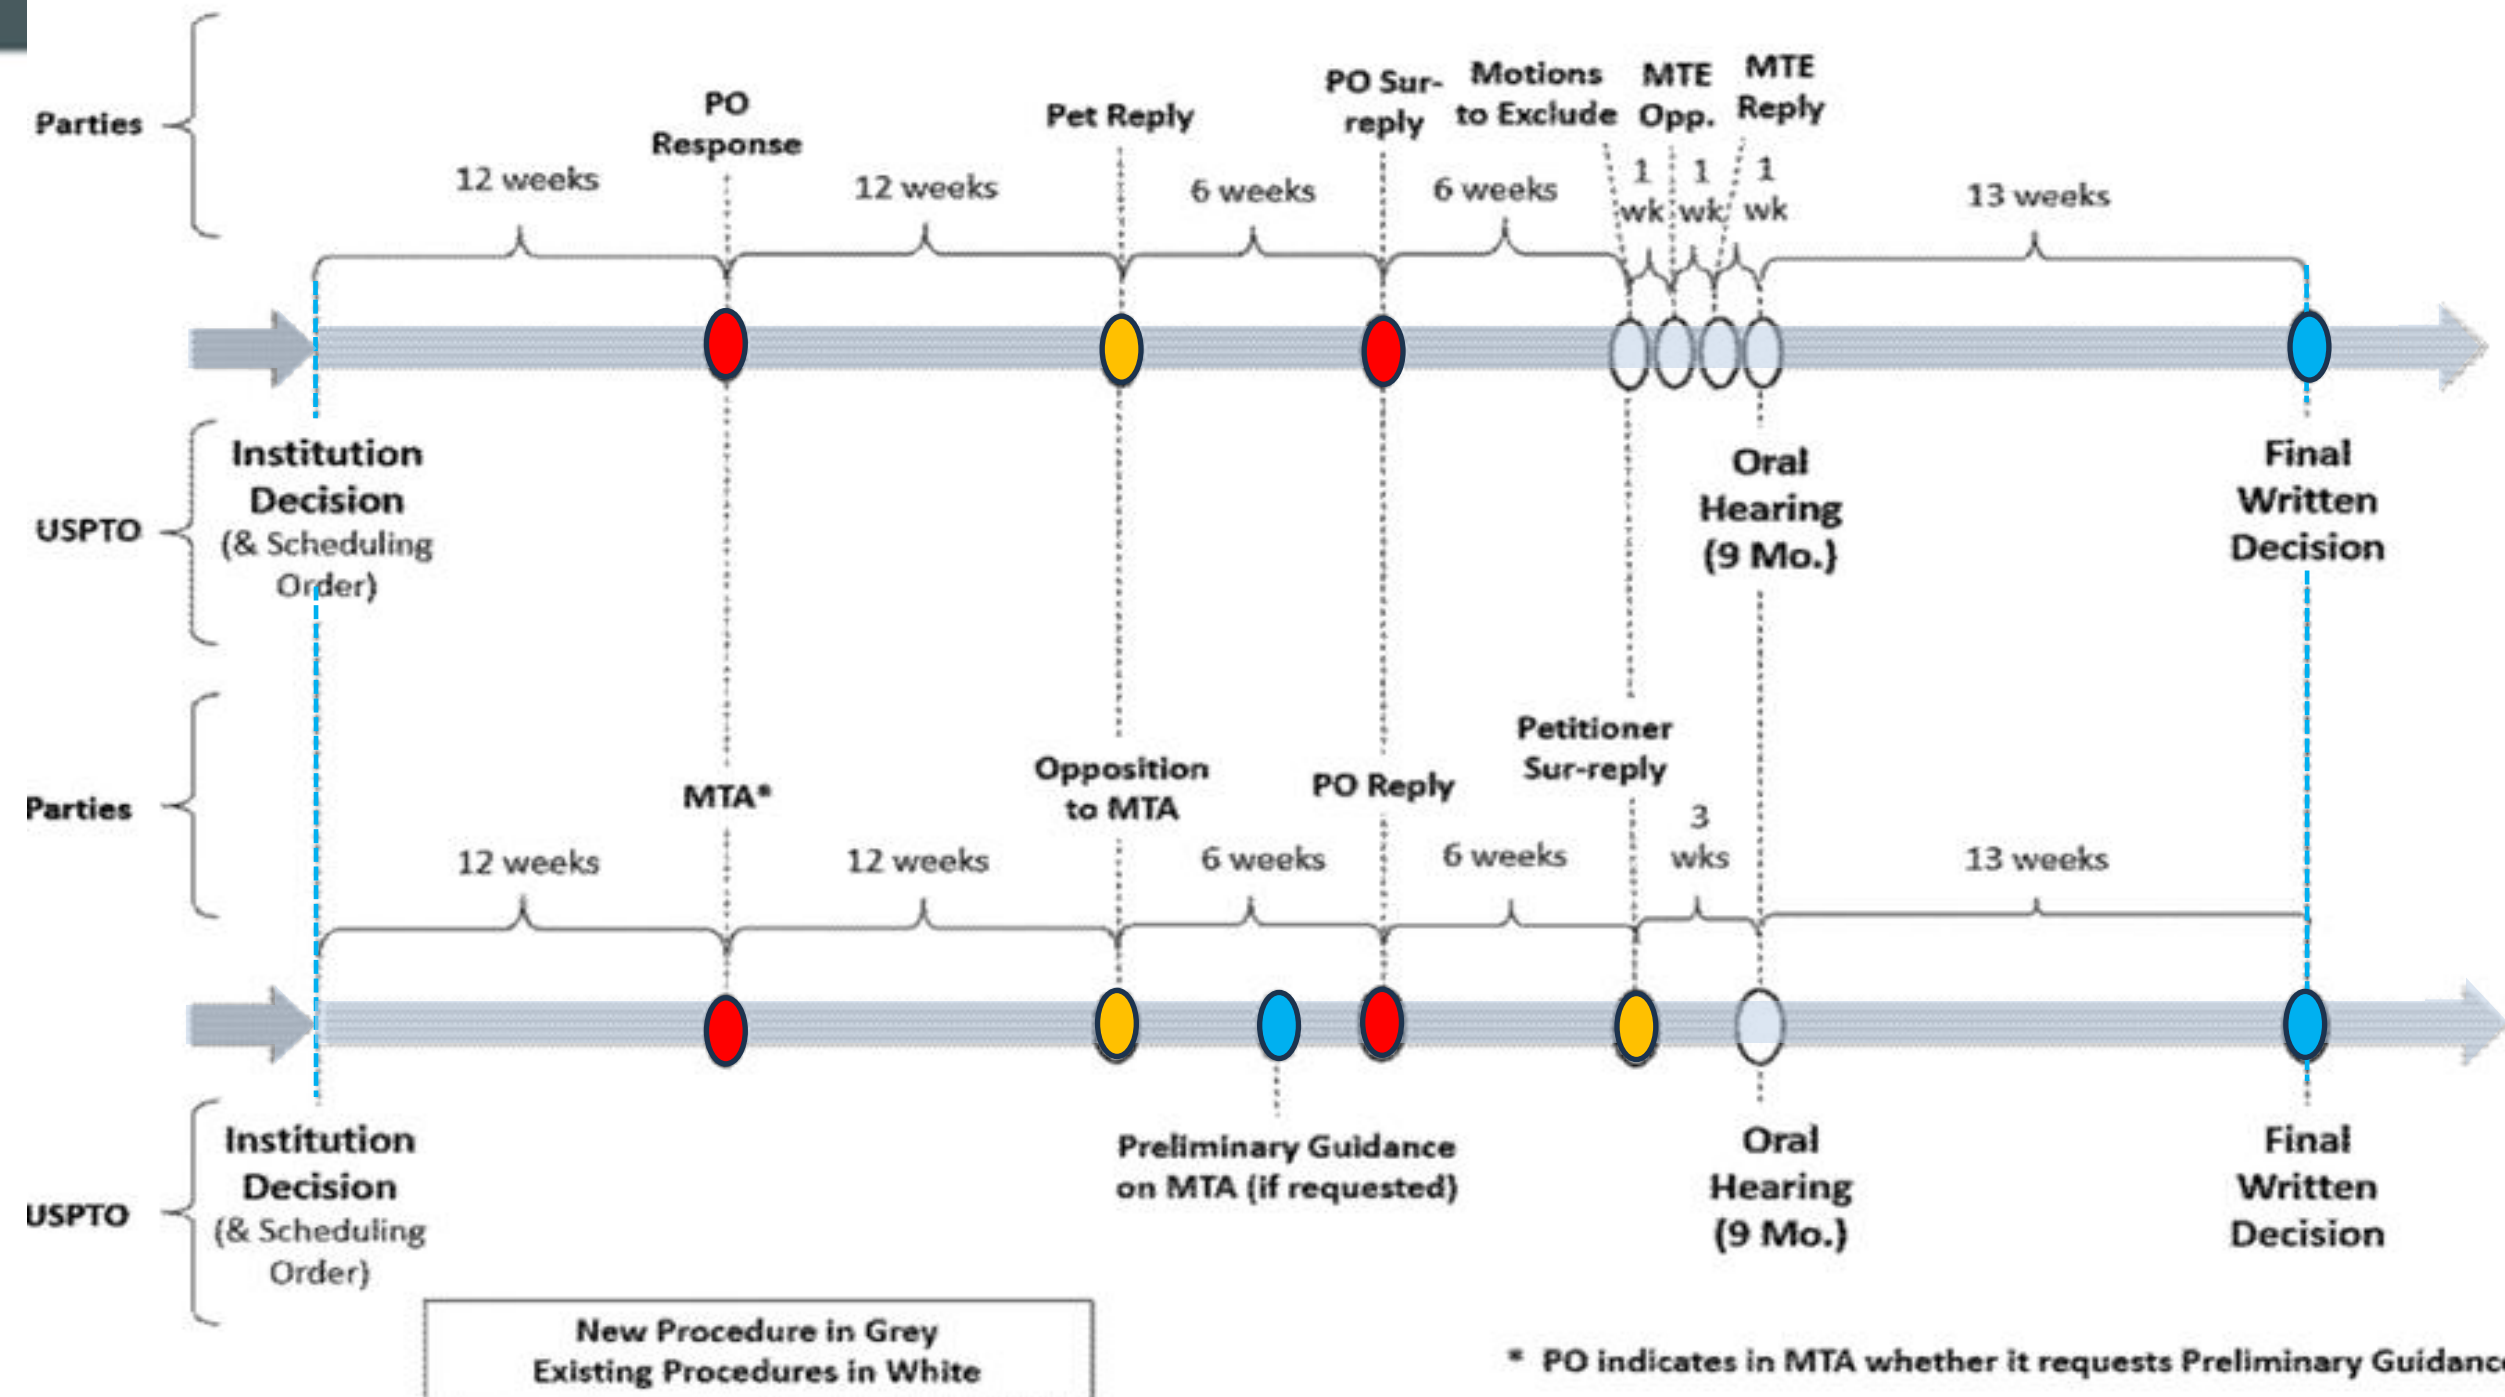 Parties
PO
Response
Pet Reply
PO Sur-
reply
Motions
to Exclude
MTE
Opp.
MTE
Reply
12 weeks
12 weeks
6 weeks
6 weeks
1
wk
1
wk
1
wk
13 weeks
USPTO
Institution
Decision
(& Scheduling
Order)
Oral
Hearing
(9 Mo.)
Final
Written
Decision
Parties
MTA*
Opposition
to MTA
PO Reply
Petitioner
Sur-reply
12 weeks
12 weeks
6 weeks
6 weeks
3
wks
13 weeks
USPTO
Institution
Decision
(& Scheduling
Order)
Preliminary Guidance
on MTA (if requested)
Oral
Hearing
(9 Mo.)
Final
Written
Decision
New Procedure in Grey
Existing Procedures in White
* PO indicates in MTA whether it requests Preliminary Guidance